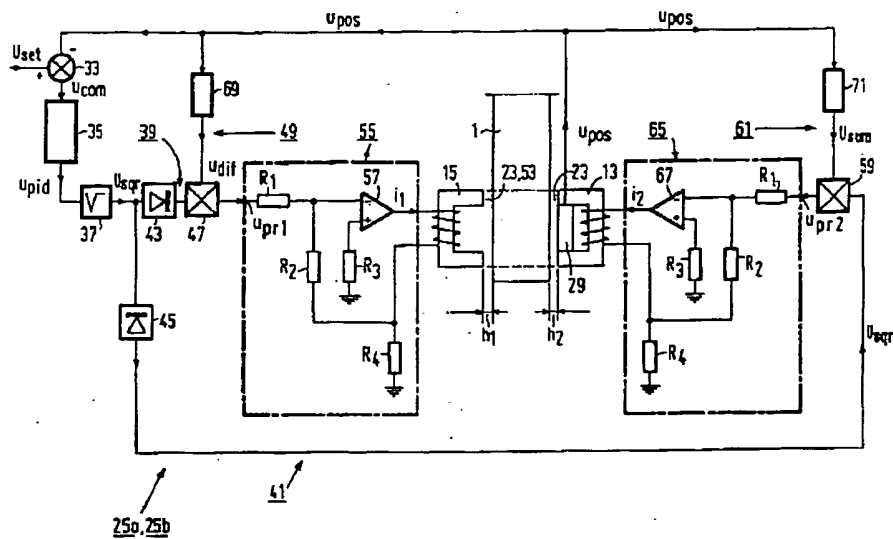 upos
upos
Uset
-
+
33
ucom
35
39
69
49
udif
55
1
upos
61
71
usom
65
59
upid
√
37
Usqr
43
47
upr1
R1
57
i1
15
23,53
23
13
i2
67
R1
upr2
R2
R3
29
R3
R2
45
h1
h2
R4
R4
Usqr
41
25a,25b